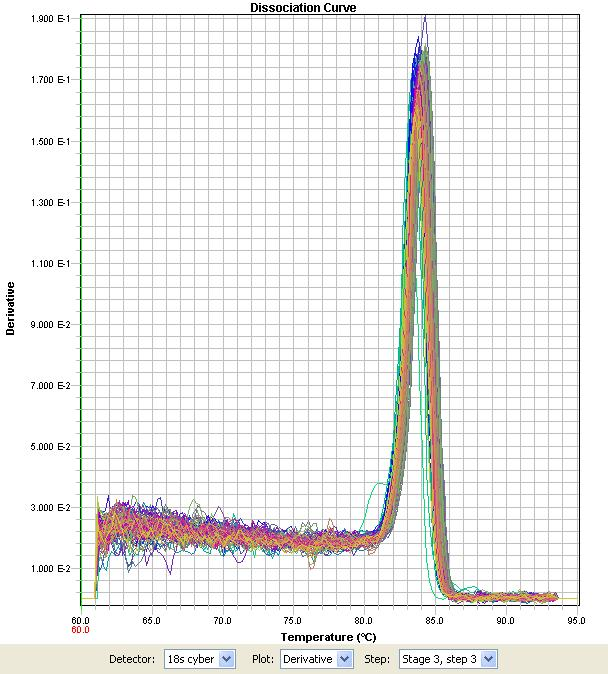 Dissociation Curve
1.900 E-1
1.700 E-1
1.500 E-1
1.300 E-1
1.100 E-1
9.000 E-2
7.000 E-2
5.000 E-2
3.000 E-2
1.000 E-2
Derivative
60.0 65.0 70.0 75.0 80.0 85.0 90.0 95.0
60.0
Temperature (°C)
Detector: 18s cyber Plot: Derivative Step: Stage 3, step 3